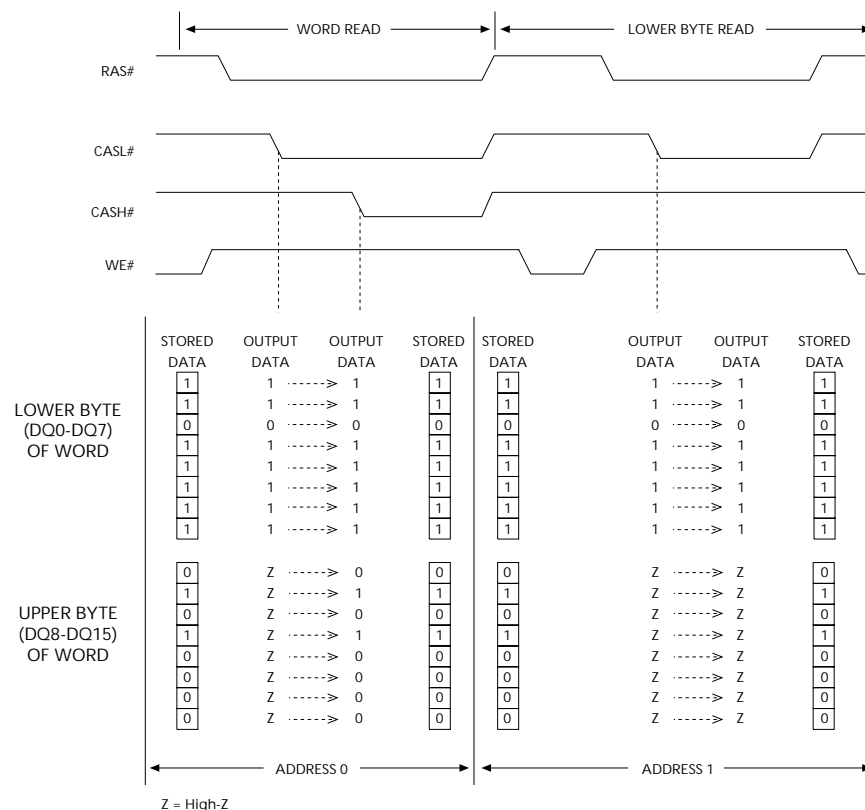 WORD READ LOWER BYTE READ
RAS#
CASL#
CASH#
WE#
STORED OUTPUT OUTPUT STORED STORED OUTPUT OUTPUT STORED
DATA DATA DATA DATA DATA DATA DATA DATA
1 1 1 1 1 1 1 1
1 1 1 1 1 1 1 1
LOWER BYTE
(DQ0-DQ7)
OF WORD
0 0 0 0 0 0 0 0
1 1 1 1 1 1 1 1
1 1 1 1 1 1 1 1
1 1 1 1 1 1 1 1
1 1 1 1 1 1 1 1
1 1 1 1 1 1 1 1
0 Z 0 0 0 Z Z 0
1 Z 1 1 1 Z Z 1
UPPER BYTE
(DQ8-DQ15)
OF WORD
0 Z 0 0 0 Z Z 0
1 Z 1 1 1 Z Z 1
0 Z 0 0 0 Z Z 0
0 Z 0 0 0 Z Z 0
0 Z 0 0 0 Z Z 0
0 Z 0 0 0 Z Z 0
ADDRESS 0 ADDRESS 1
Z = High-Z